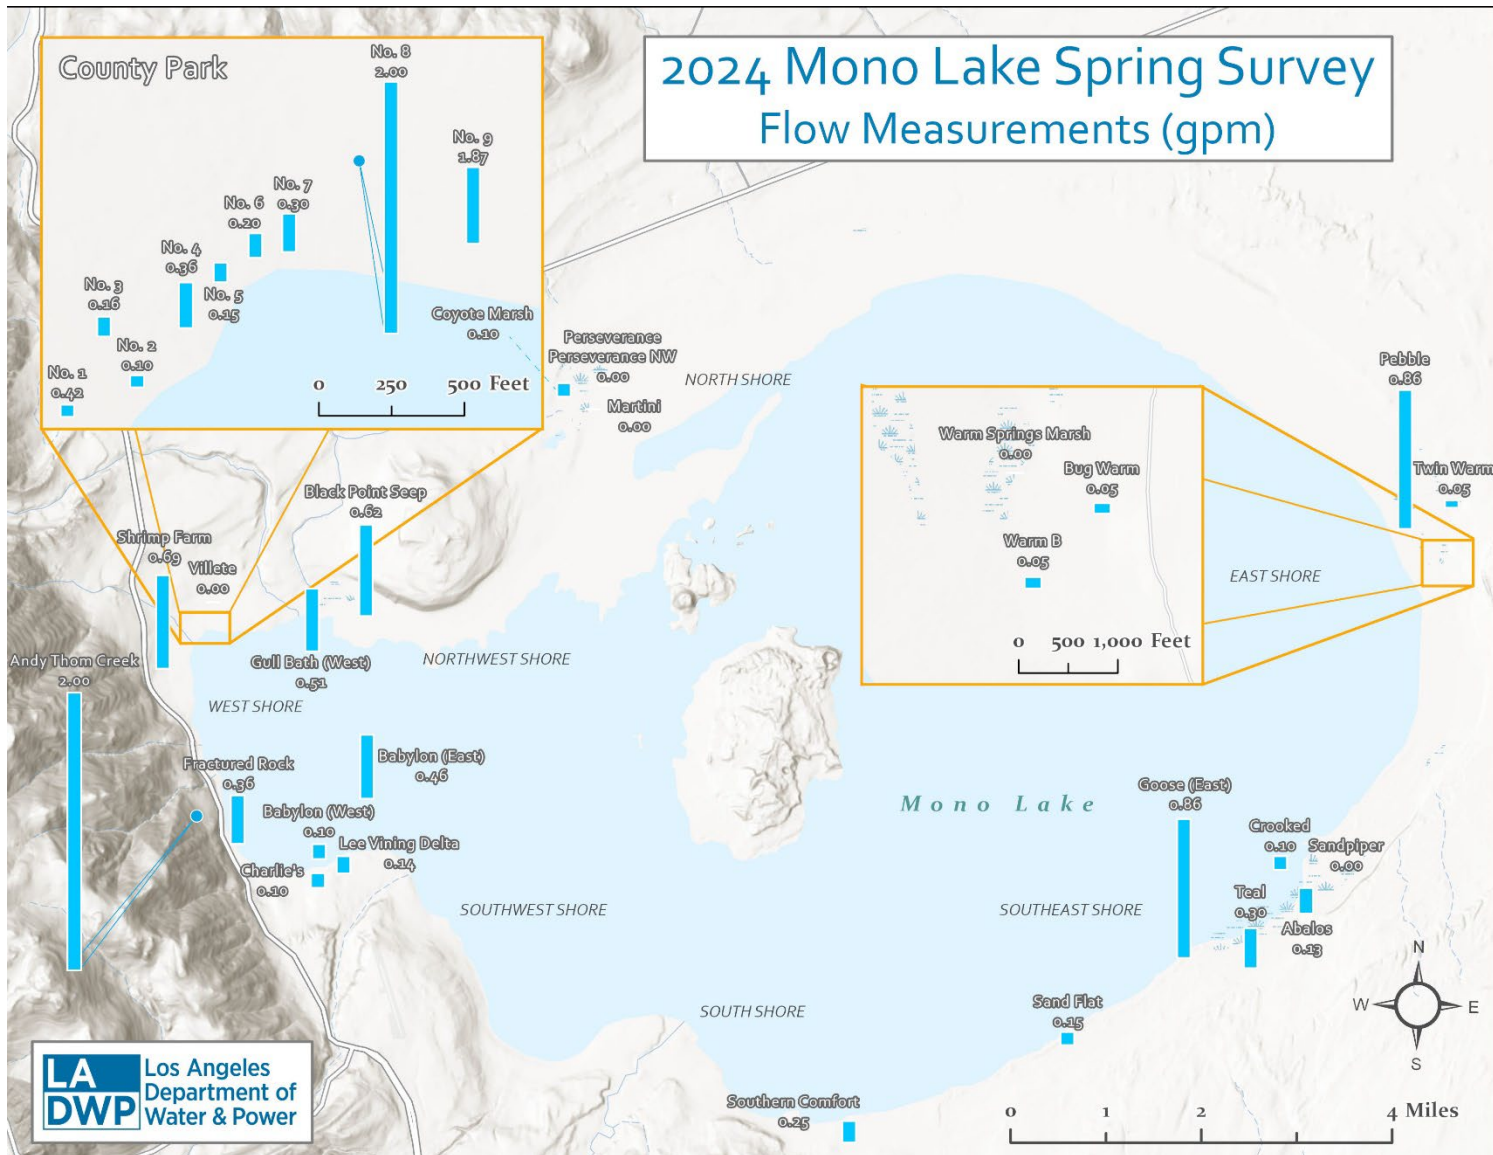 2024 Mono Lake Spring Survey
Flow Measurements (gpm)
County Park
No. 8
2.00
No. 9
1.87
No. 7
0.30
No. 6
0.20
No. 4
0.36
No. 5
0.15
No. 3
0.16
No. 2
0.10
No. 1
0.42
Coyote Marsh
0.10
0 250 500 Feet
Perseverance
Perseverance NW
0.00
Martini
0.00
NORTH SHORE
Pebble
0.86
Twin Warm
0.05
Warm Springs Marsh
0.00
Bug Warm
0.05
Warm B
0.05
0 500 1,000 Feet
EAST SHORE
Black Point Seep
0.62
Shrimp Farm
0.69
Villete
0.00
Gull Bath (West)
0.51
NORTHWEST SHORE
Andy Thom Creek
2.00
WEST SHORE
Fractured Rock
0.36
Babylon (East)
0.46
Babylon (West)
0.10
Lee Vining Delta
0.14
Charlie's
0.10
Mono Lake
Goose (East)
0.86
Crooked
0.10
Sandpiper
0.00
Teal
0.30
Abalos
0.13
SOUTHWEST SHORE
SOUTHEAST SHORE
SOUTH SHORE
Sand Flat
0.15
Southern Comfort
0.25
N
W E
S
0 1 2 4 Miles
LA
DWP
Los Angeles
Department of
Water & Power